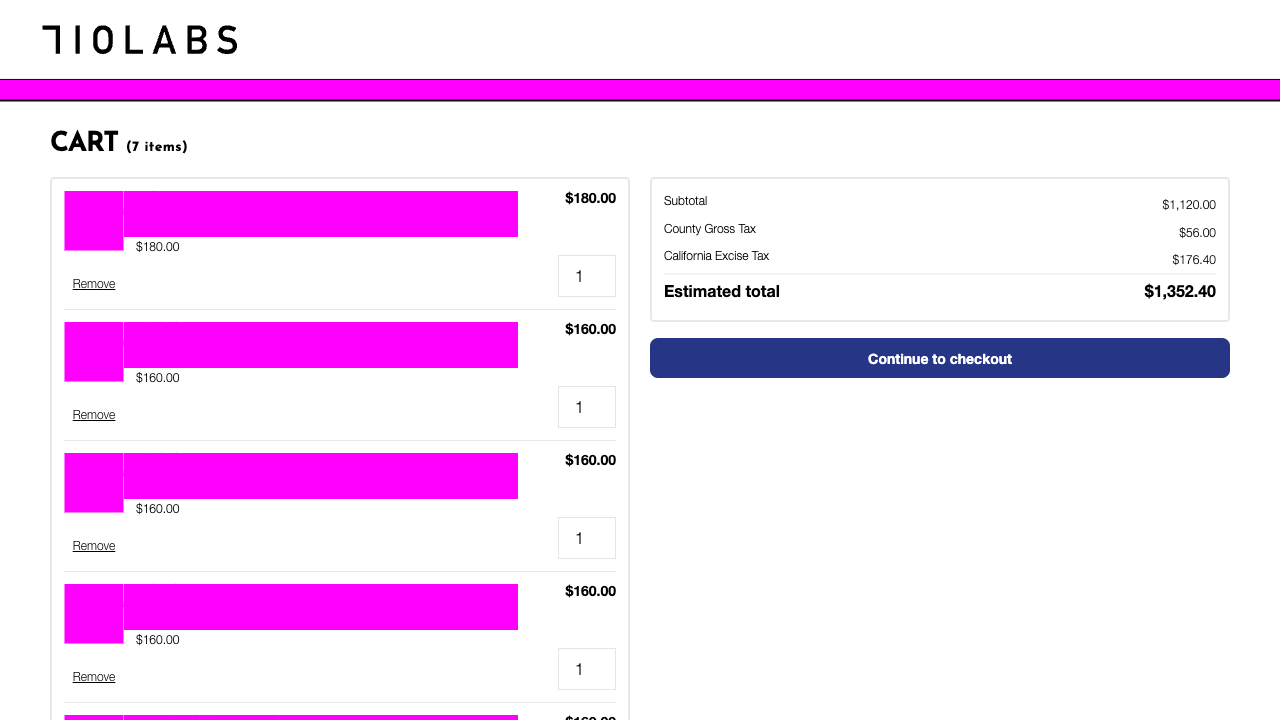 710LABS
CART (7 items)
$180.00
$180.00
1
Remove
$160.00
$160.00
1
Remove
$160.00
$160.00
1
Remove
$160.00
$160.00
1
Remove
$160.00
Subtotal $1,120.00
County Gross Tax $56.00
California Excise Tax $176.40
Estimated total $1,352.40
Continue to checkout